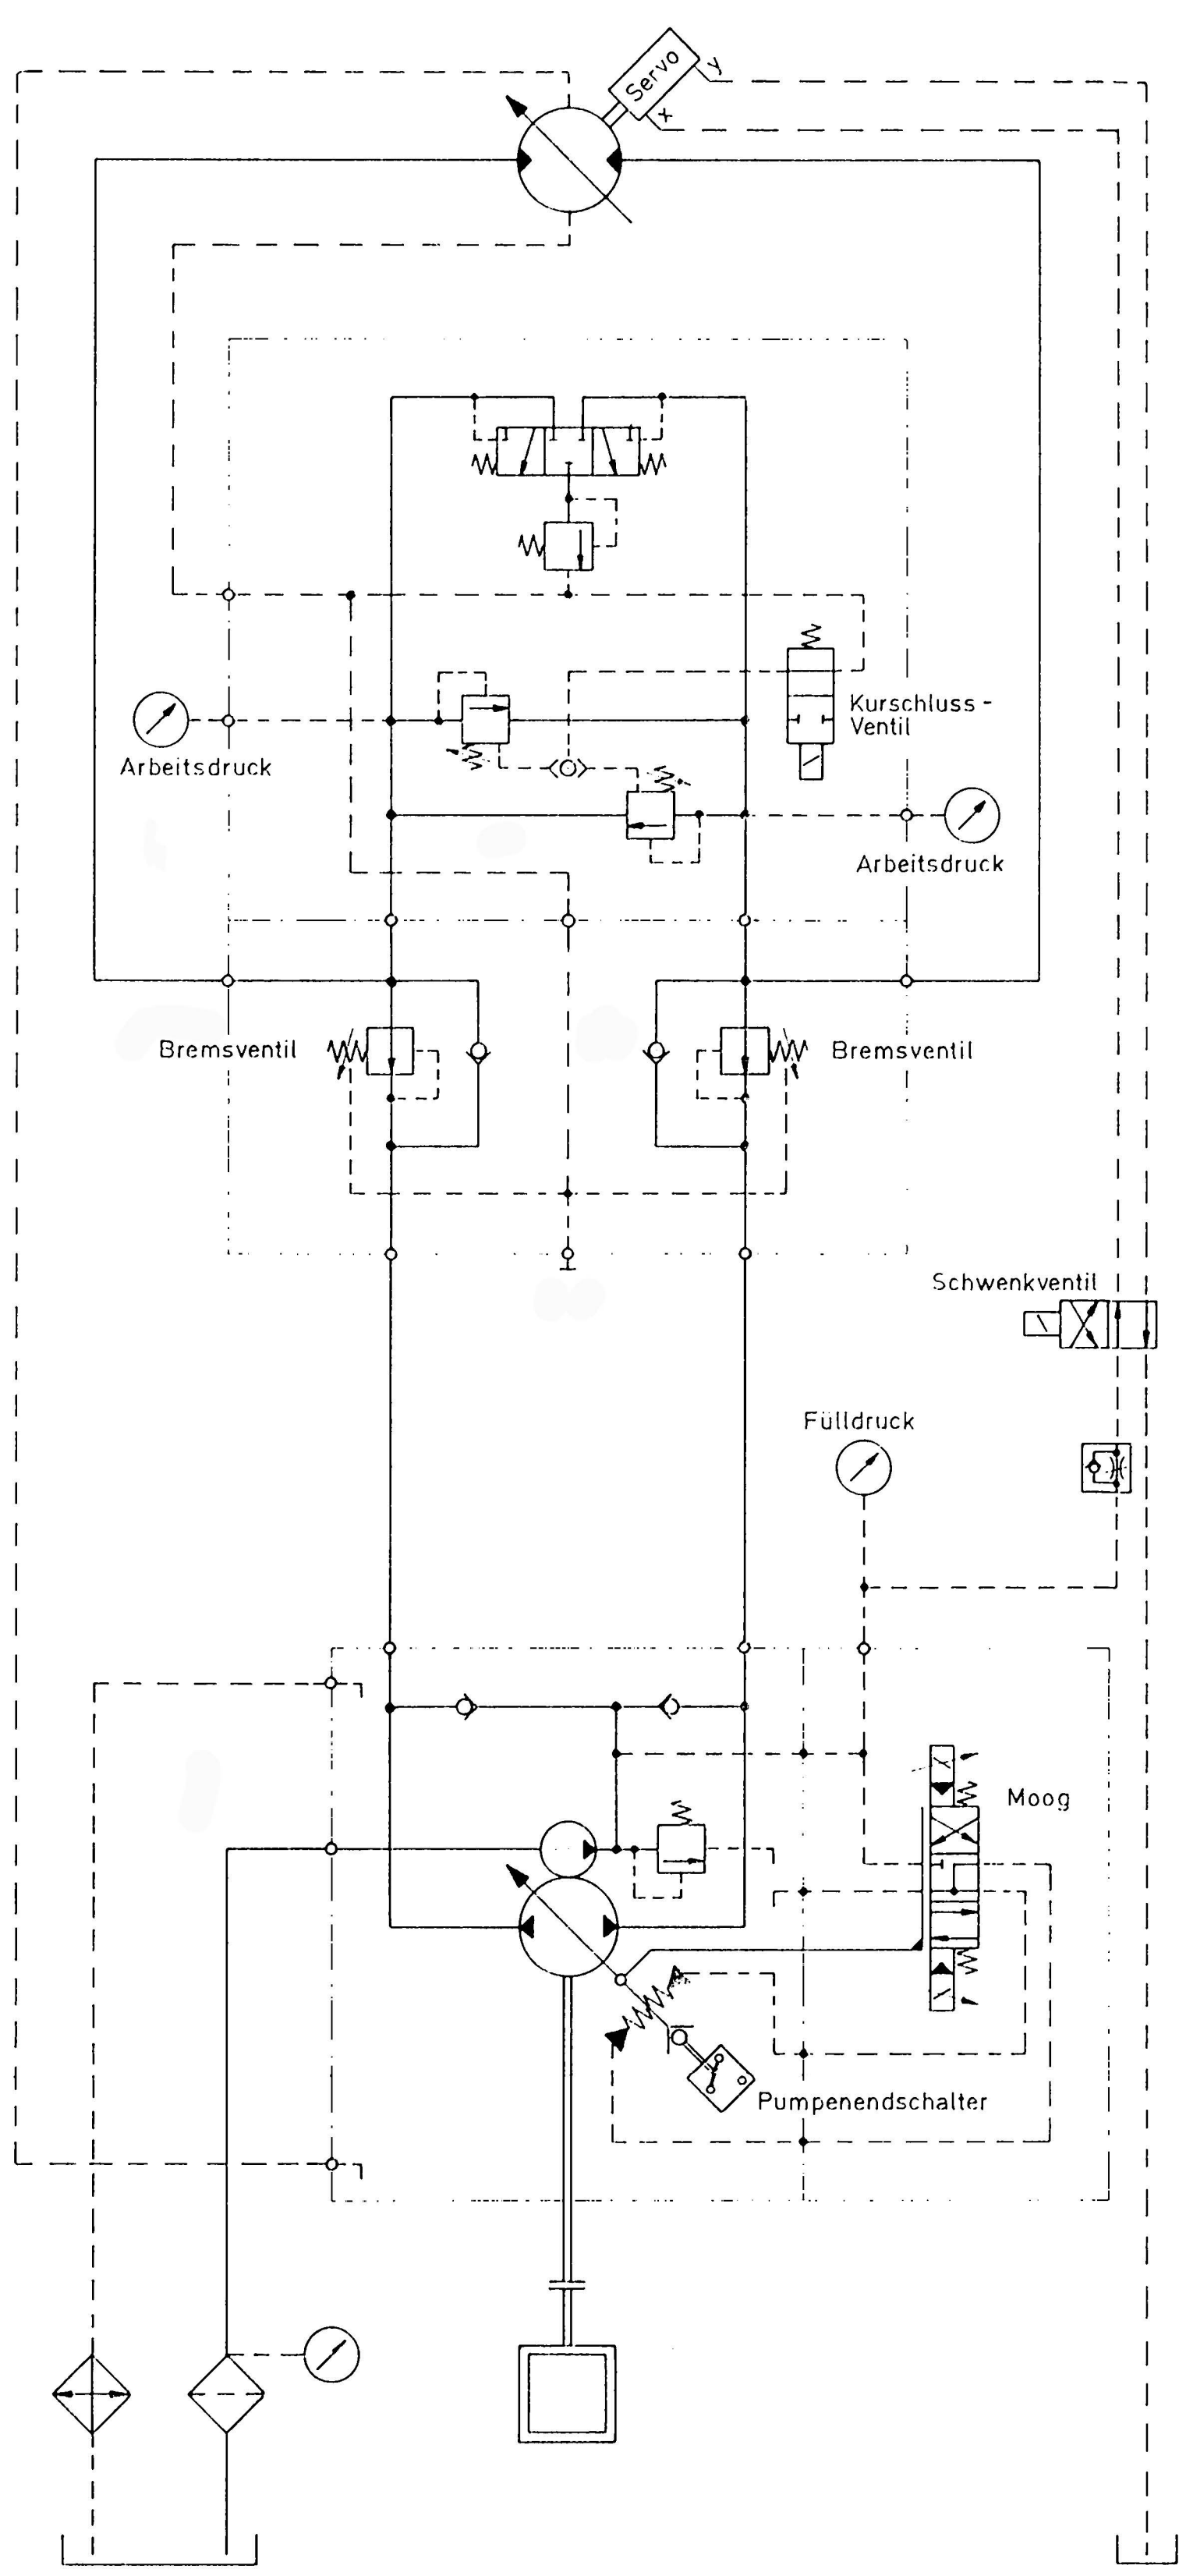 Servo
y
x
Kurschluss -
Ventil
Arbeitsdruck
Arbeitsdruck
Bremsventil
Bremsventil
Schwenkventil
Fülldruck
Moog
Pumpenendschalter